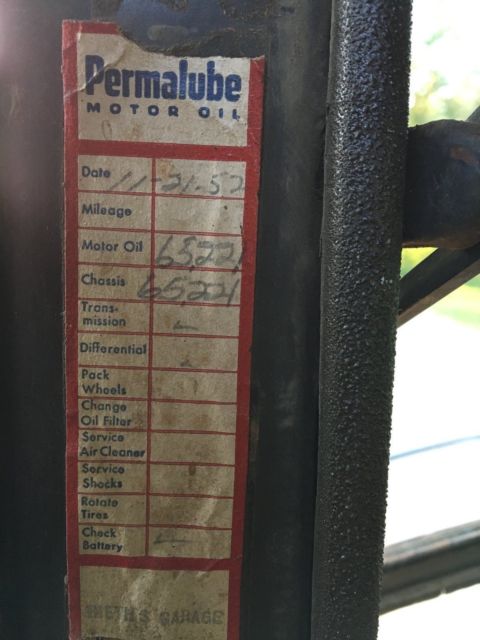 Permalube
MOTOR OIL
Date 11-21-52
Mileage
Motor Oil 65221
Chassis 65221
Trans-
mission -
Differential -
Pack
Wheels
Change
Oil Filter
Service
Air Cleaner
Service
Shocks
Rotate
Tires
Check
Battery -
GARAGE